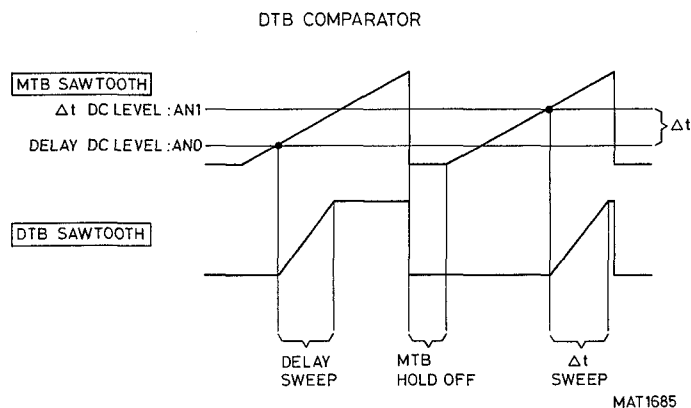 DTB COMPARATOR
MTB SAWTOOTH
Δt DC LEVEL : AN1
Δt
DELAY DC LEVEL : AN0
DTB SAWTOOTH
DELAY
SWEEP
MTB
HOLD OFF
Δt
SWEEP
MAT1685